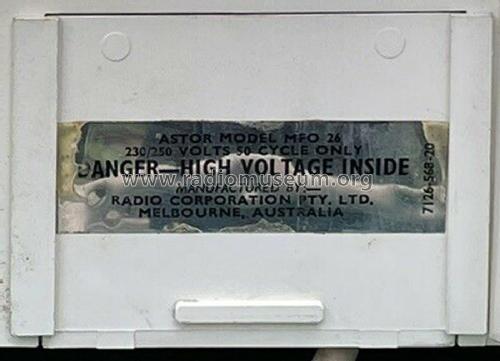 ASTOR MODEL MFO 26
230/250 VOLTS 50 CYCLE ONLY
DANGER—HIGH VOLTAGE INSIDE
www.radiomuseum.org
MANUFACTURED BY:—
RADIO CORPORATION PTY. LTD.
MELBOURNE, AUSTRALIA
7126-568-20